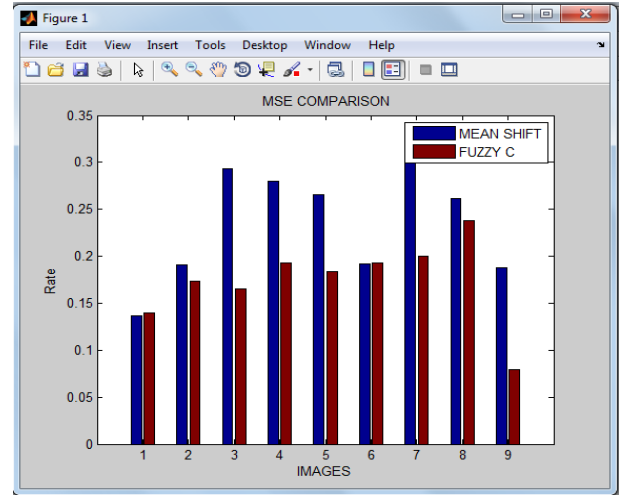 Figure 1
File Edit View Insert Tools Desktop Window Help
MSE COMPARISON
MEAN SHIFT
FUZZY C
0.35
0.3
0.25
0.2
0.15
0.1
0.05
0
Rate
1 2 3 4 5 6 7 8 9
IMAGES